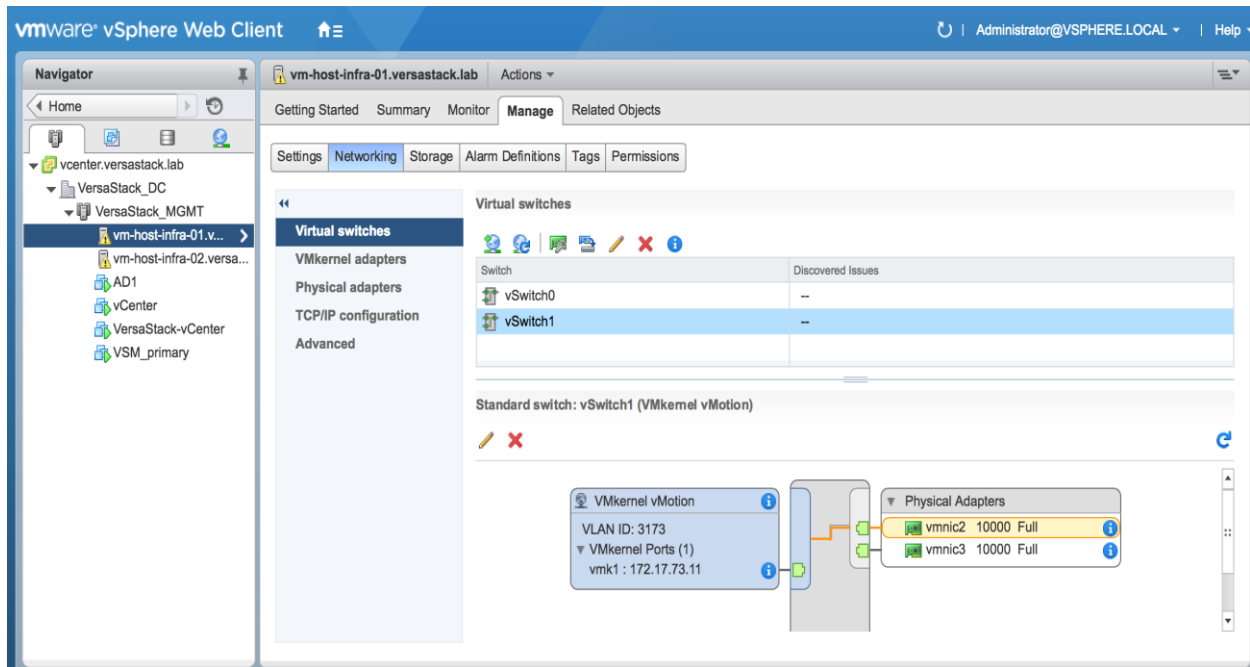 vmware® vSphere Web Client
Administrator@VSPHERE.LOCAL | Help
Navigator
Home
vcenter.versastack.lab
VersaStack_DC
VersaStack_MGMT
vm-host-infra-01.v...
vm-host-infra-02.versa...
AD1
vCenter
VersaStack-vCenter
VSM_primary
vm-host-infra-01.versastack.lab Actions
Getting Started Summary Monitor Manage Related Objects
Settings Networking Storage Alarm Definitions Tags Permissions
Virtual switches
VMkernel adapters
Physical adapters
TCP/IP configuration
Advanced
Virtual switches
Switch Discovered Issues
vSwitch0 --
vSwitch1 --
Standard switch: vSwitch1 (VMkernel vMotion)
VMkernel vMotion
VLAN ID: 3173
VMkernel Ports (1)
vmk1 : 172.17.73.11
Physical Adapters
vmnic2 10000 Full
vmnic3 10000 Full